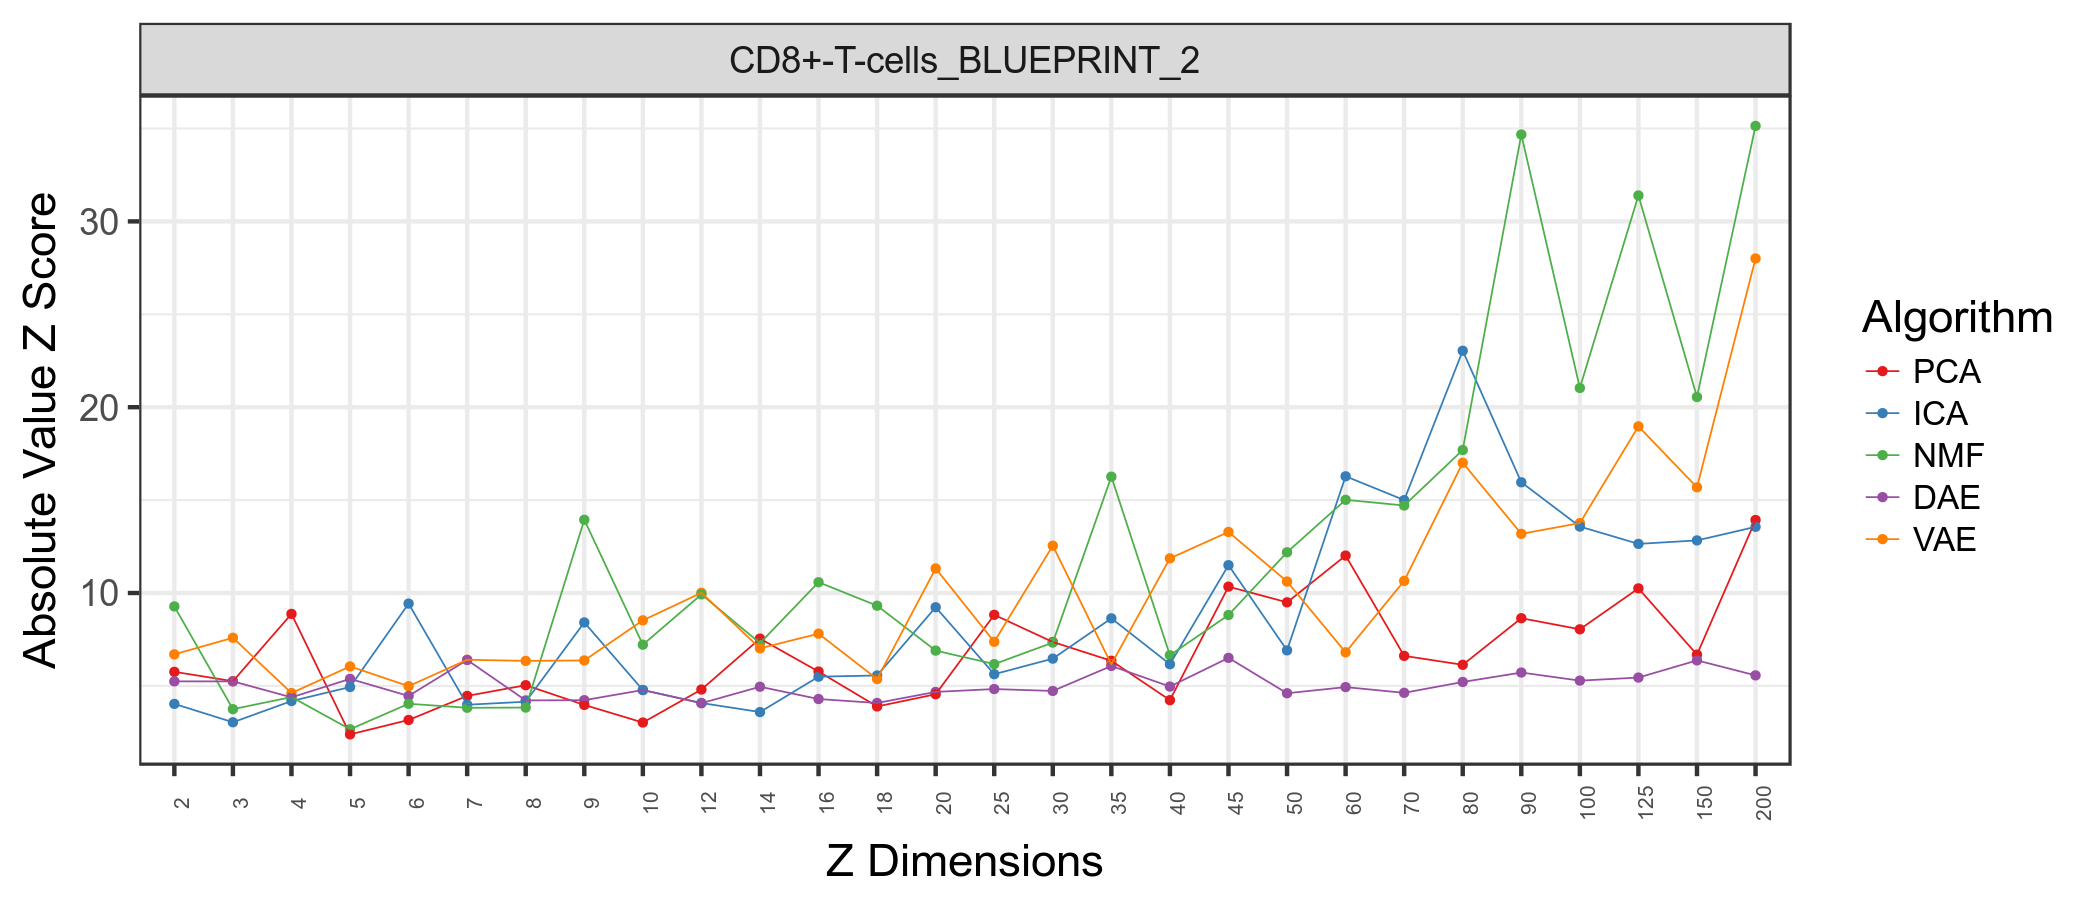 CD8+-T-cells_BLUEPRINT_2
Absolute Value Z Score
30
20
10
2 3 4 5 6 7 8 9 10 12 14 16 18 20 25 30 35 40 45 50 60 70 80 90 100 125 150 200
Z Dimensions
Algorithm
PCA
ICA
NMF
DAE
VAE